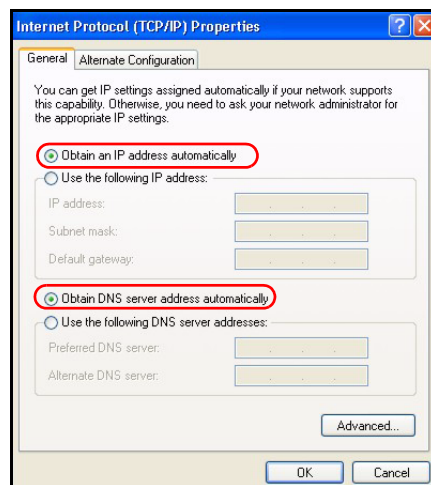 Internet Protocol (TCP/IP) Properties
General
Alternate Configuration
You can get IP settings assigned automatically if your network supports
this capability. Otherwise, you need to ask your network administrator for
the appropriate IP settings.
Obtain an IP address automatically
Use the following IP address:
IP address:
Subnet mask:
Default gateway:
Obtain DNS server address automatically
Use the following DNS server addresses:
Preferred DNS server:
Alternate DNS server:
Advanced...
OK
Cancel